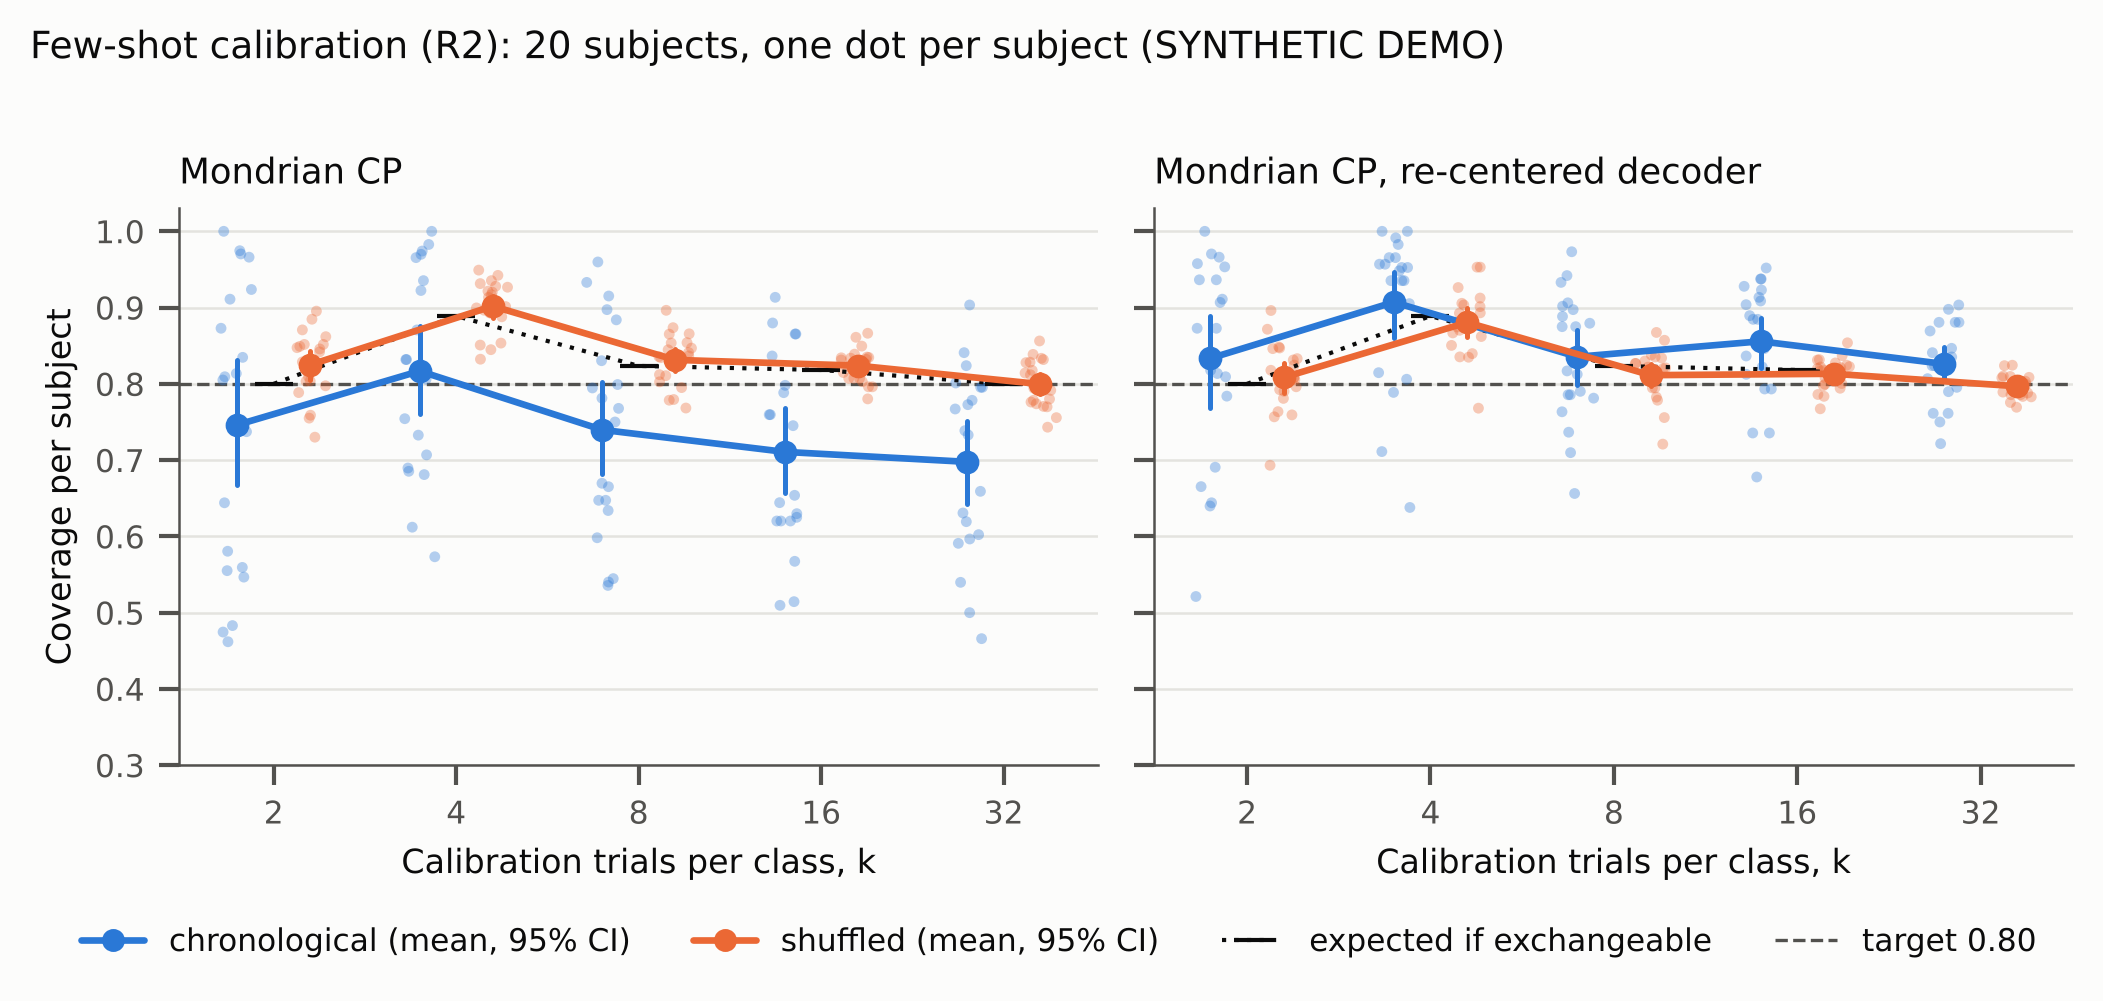 Few-shot calibration (R2): 20 subjects, one dot per subject (SYNTHETIC DEMO)
Mondrian CP
Mondrian CP, re-centered decoder
Coverage per subject
1.0
0.9
0.8
0.7
0.6
0.5
0.4
0.3
2 4 8 16 32
2 4 8 16 32
Calibration trials per class, k
Calibration trials per class, k
chronological (mean, 95% CI)
shuffled (mean, 95% CI)
expected if exchangeable
target 0.80